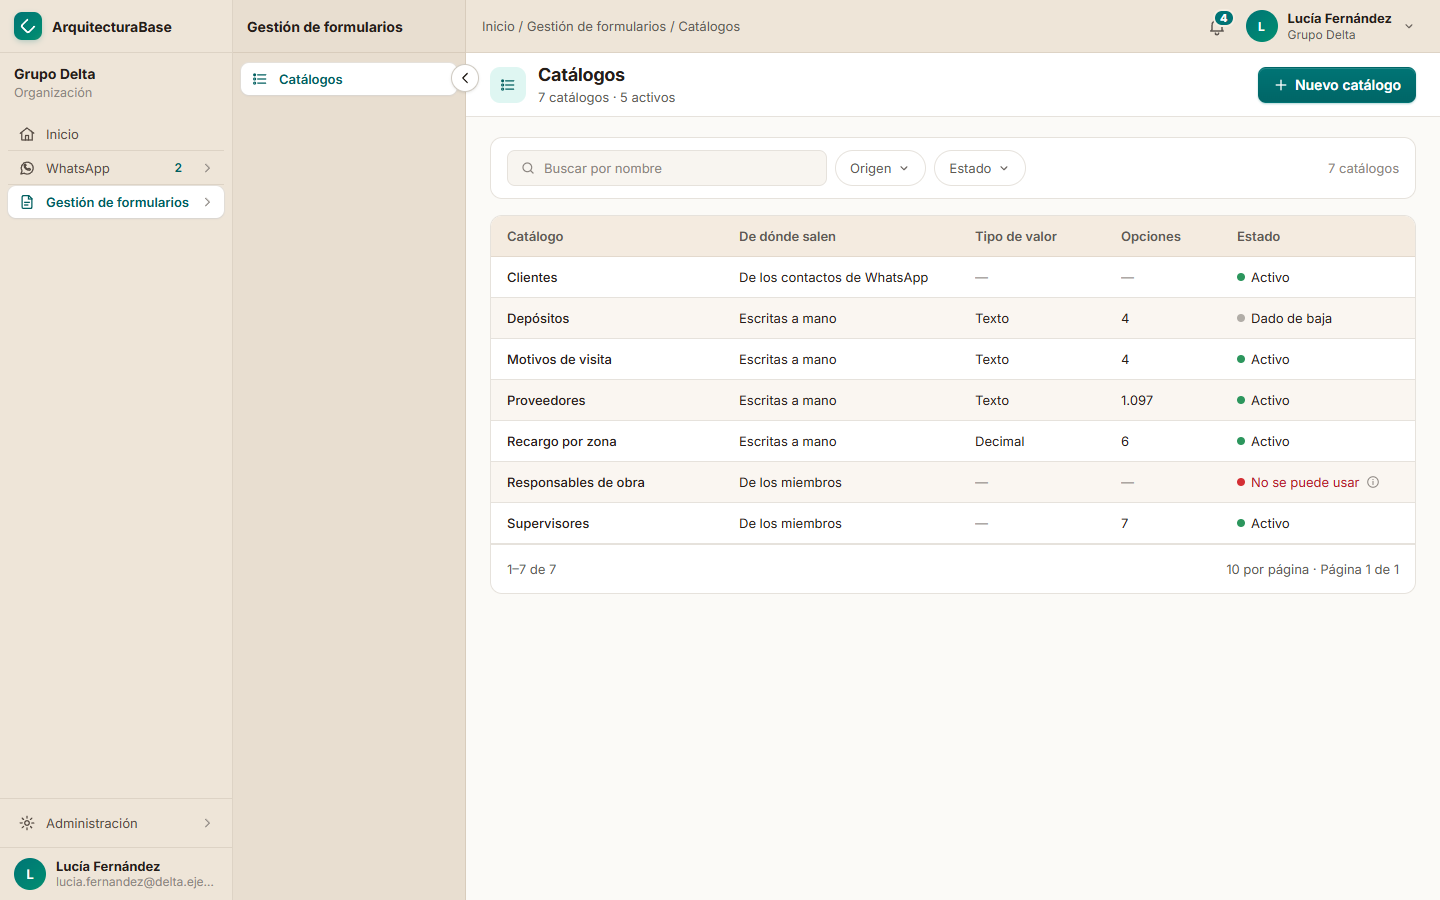 ArquitecturaBase
Gestión de formularios
Inicio / Gestión de formularios / Catálogos
4
L
Lucía Fernández
Grupo Delta
Grupo Delta
Organización
Inicio
WhatsApp 2
Gestión de formularios
Catálogos
Catálogos
7 catálogos · 5 activos
Nuevo catálogo
Buscar por nombre
Origen
Estado
7 catálogos
Catálogo De dónde salen Tipo de valor Opciones Estado
Clientes De los contactos de WhatsApp — — Activo
Depósitos Escritas a mano Texto 4 Dado de baja
Motivos de visita Escritas a mano Texto 4 Activo
Proveedores Escritas a mano Texto 1.097 Activo
Recargo por zona Escritas a mano Decimal 6 Activo
Responsables de obra De los miembros — — No se puede usar
Supervisores De los miembros — 7 Activo
1–7 de 7
10 por página · Página 1 de 1
Administración
L
Lucía Fernández
lucia.fernandez@delta.eje...